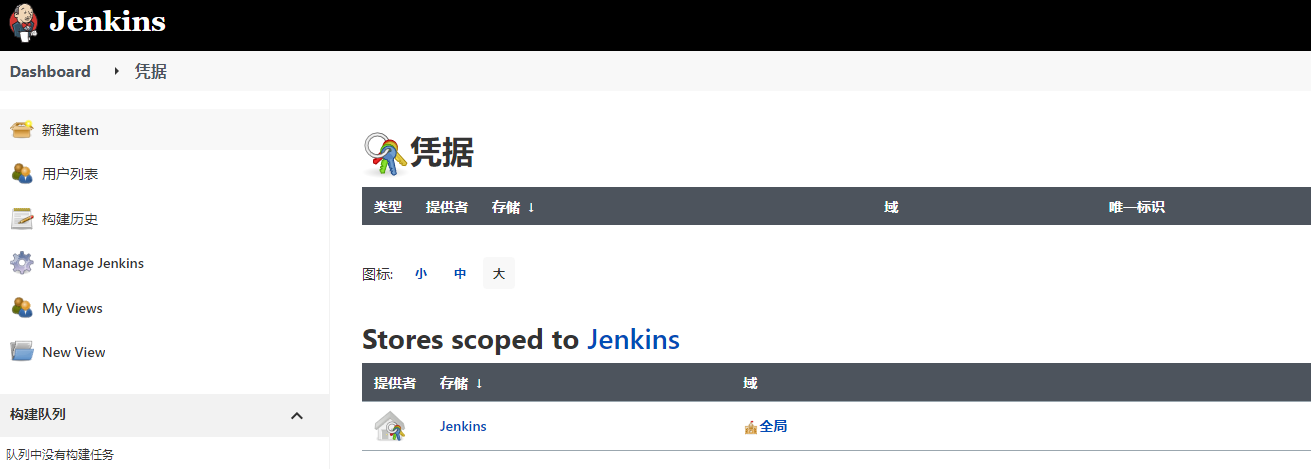 Jenkins
Dashboard 凭据
新建Item
用户列表
构建历史
Manage Jenkins
My Views
New View
构建队列
队列中没有构建任务
凭据
类型 提供者 存储 ↓ 域 唯一标识
图标: 小 中 大
Stores scoped to Jenkins
提供者 存储 ↓ 域
Jenkins 全局